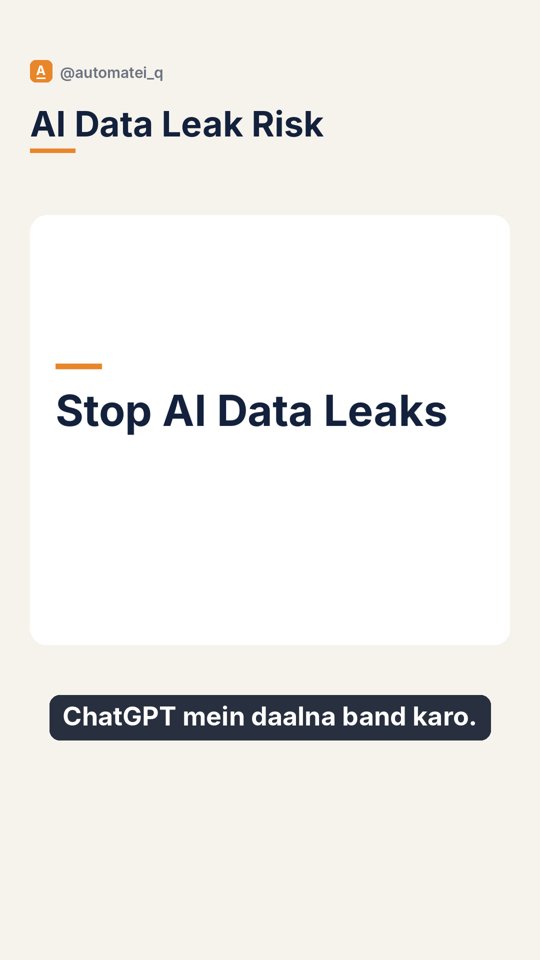 A
@automatei_q
AI Data Leak Risk
Stop AI Data Leaks
ChatGPT mein daalna band karo.